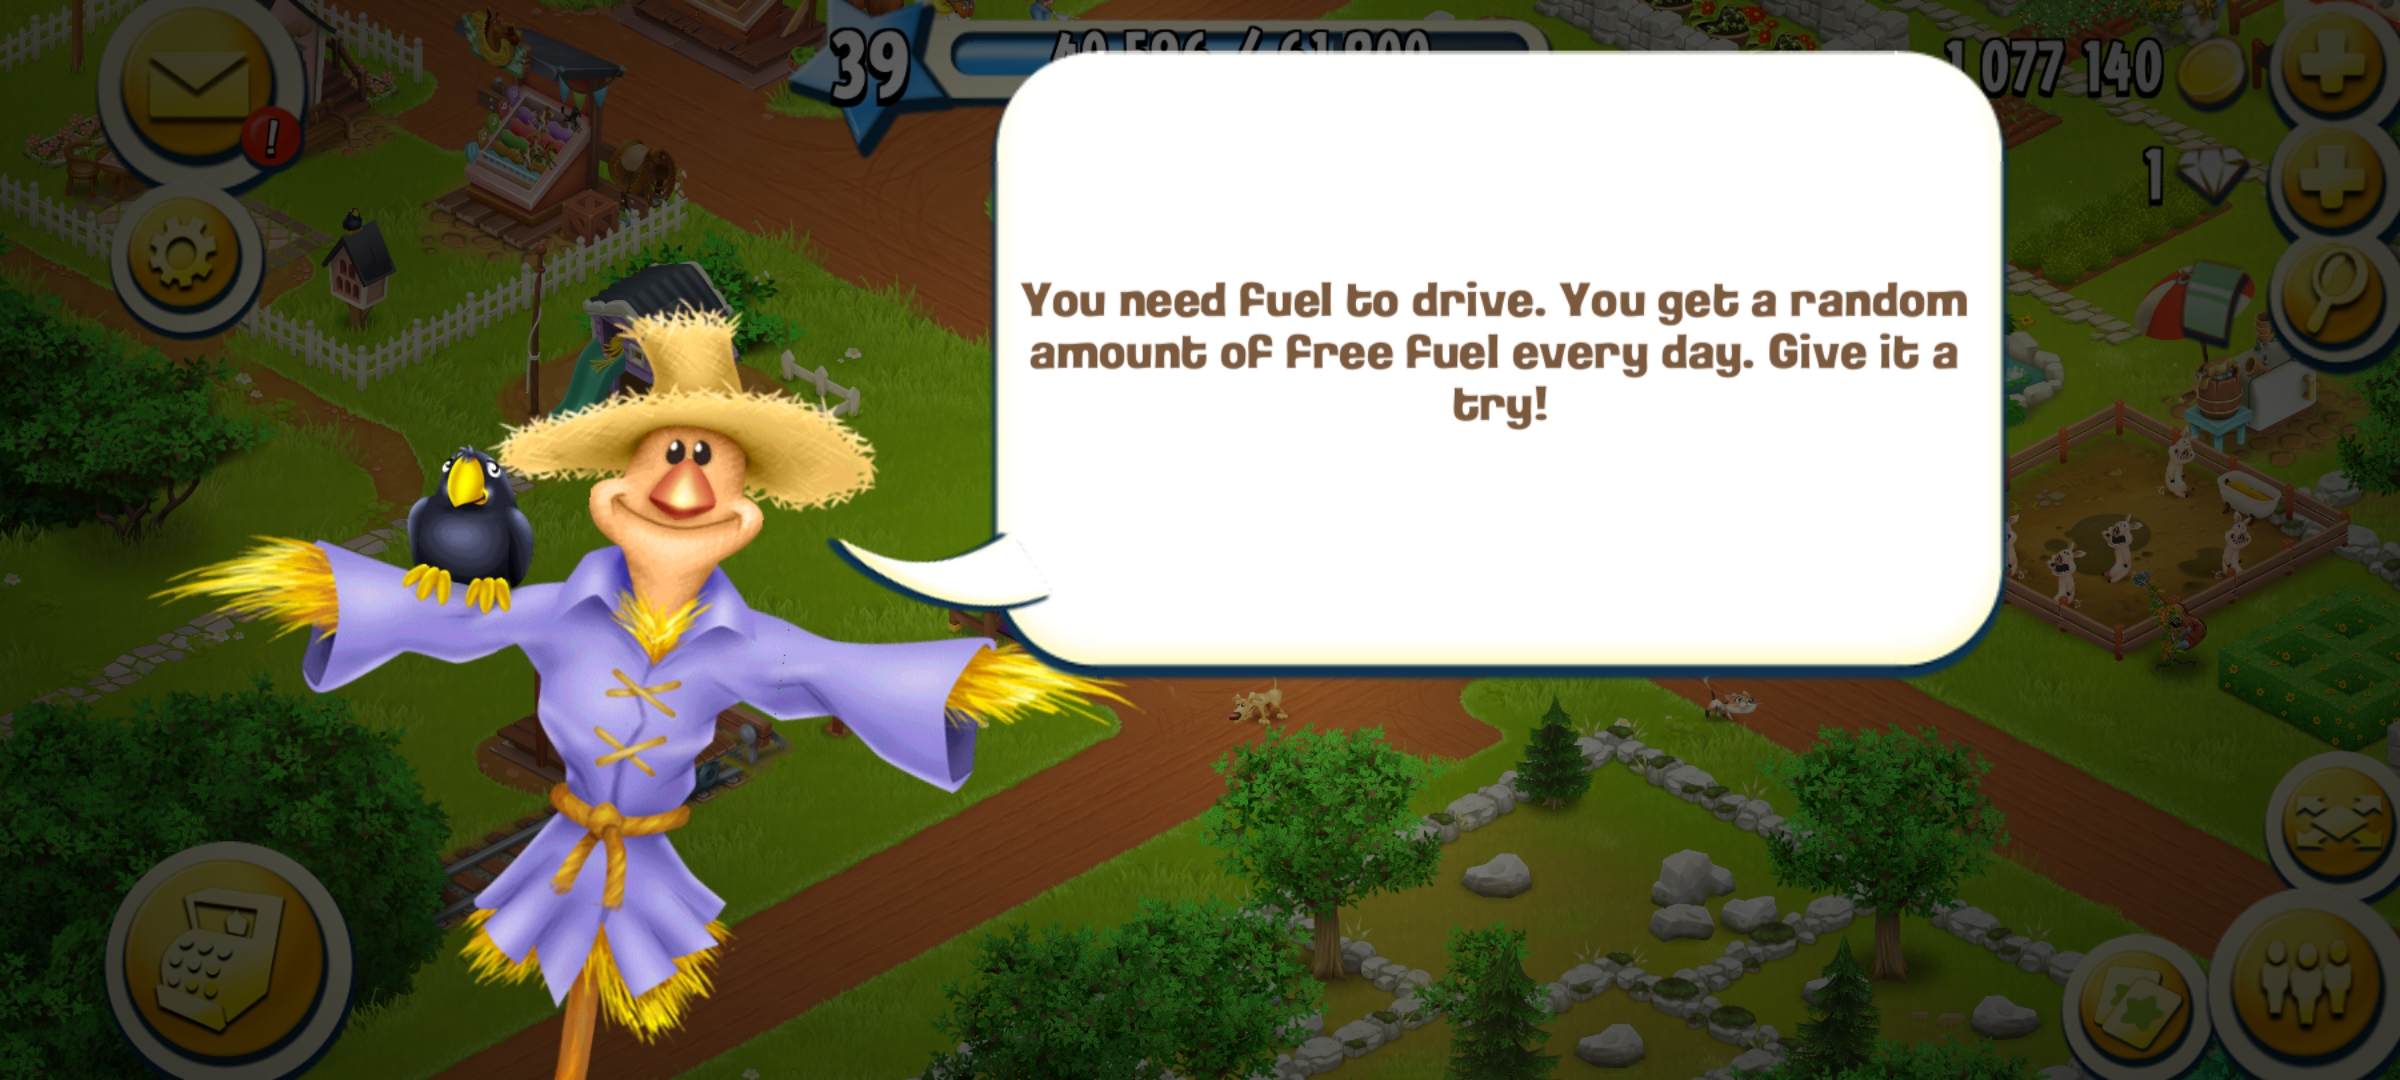 39
1 077 140
1
!
You need fuel to drive. You get a random
amount of free fuel every day. Give it a
try!